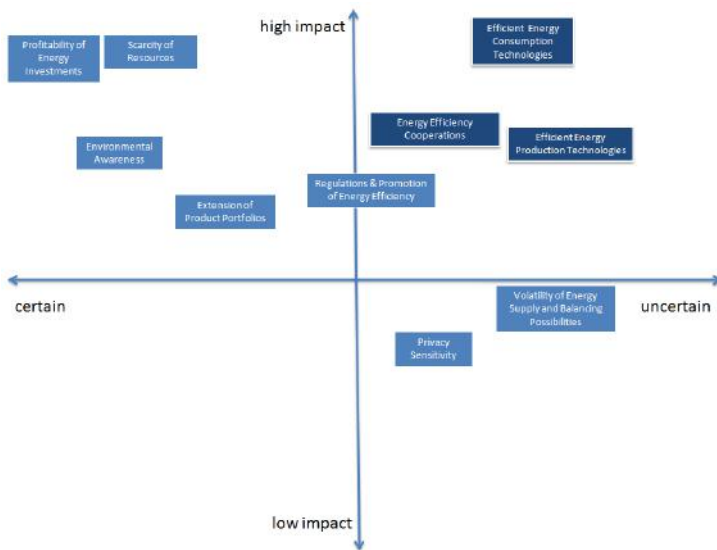 high impact
Profitability of
Energy
Investments
Scarcity of
Resources
Efficient Energy
Consumption
Technologies
Energy Efficiency
Cooperations
Efficient Energy
Production Technologies
Environmental
Awareness
Regulations & Promotion
of Energy Efficiency
Extension of
Product Portfolios
certain
uncertain
Volatility of Energy
Supply and Balancing
Possibilities
Privacy
Sensitivity
low impact